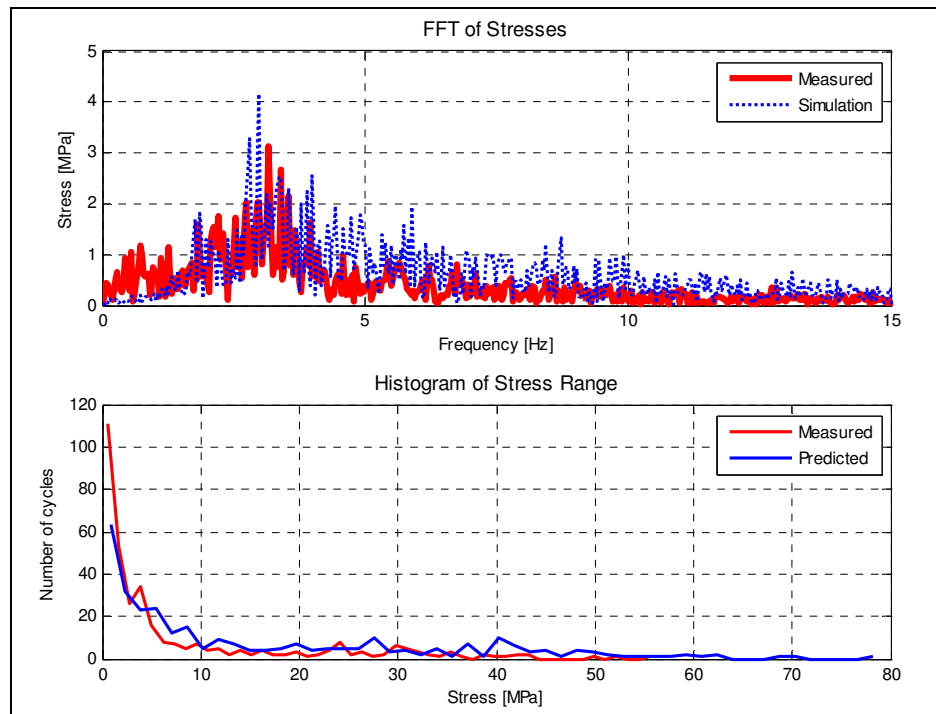 FFT of Stresses
5
4
3
2
1
0
Stress [MPa]
Measured
Simulation
0
5
10
15
Frequency [Hz]
Histogram of Stress Range
120
100
80
60
40
20
0
Number of cycles
Measured
Predicted
0
10
20
30
40
50
60
70
80
Stress [MPa]